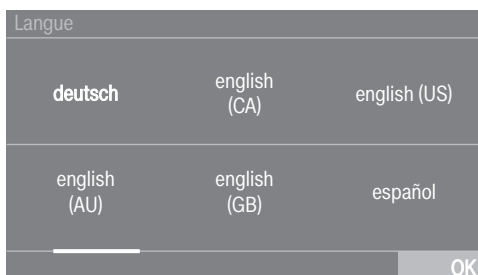 Langue
deutsch
english
(CA)
english (US)
english
(AU)
english
(GB)
español
OK